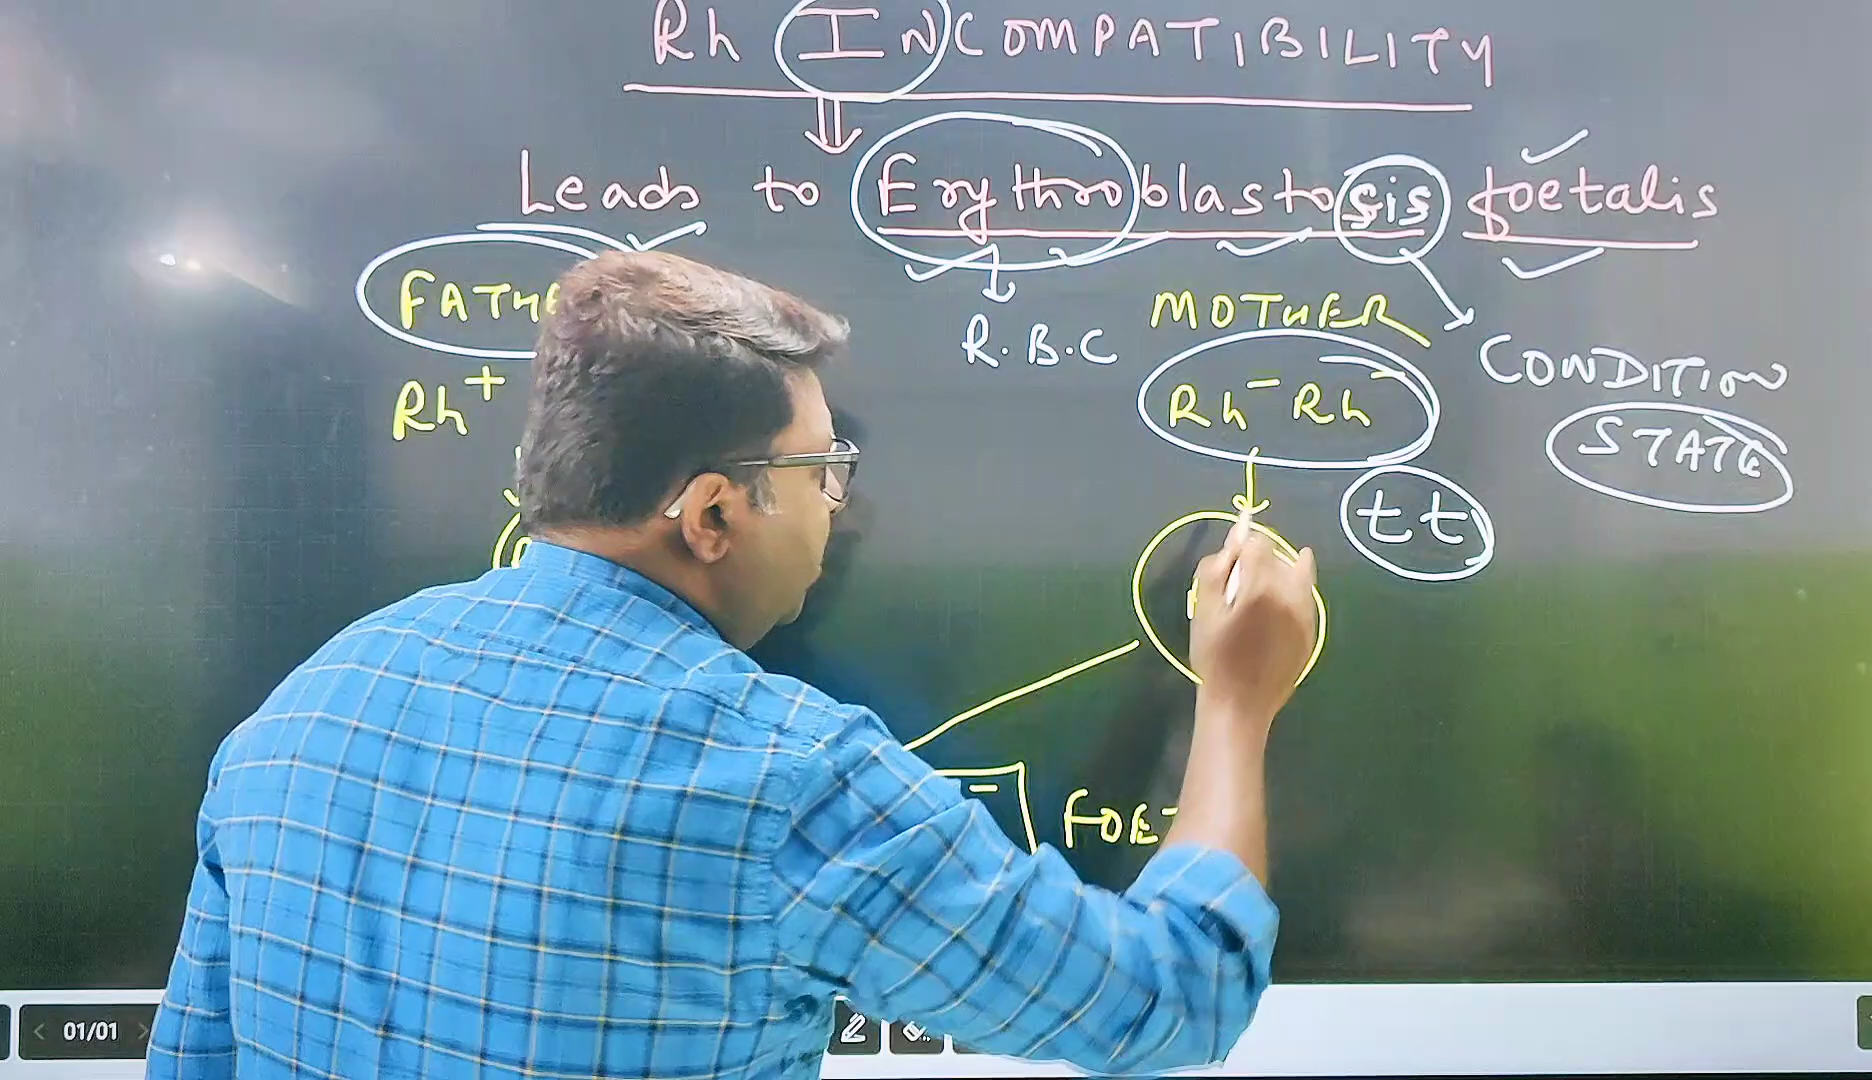 Rh INCOMPATIBILITY
Leads to Erythroblastosis foetalis
R.B.C
CONDITION
STATE
MOTHER
Rh⁻ Rh⁻
tt
Rh⁺
01/01